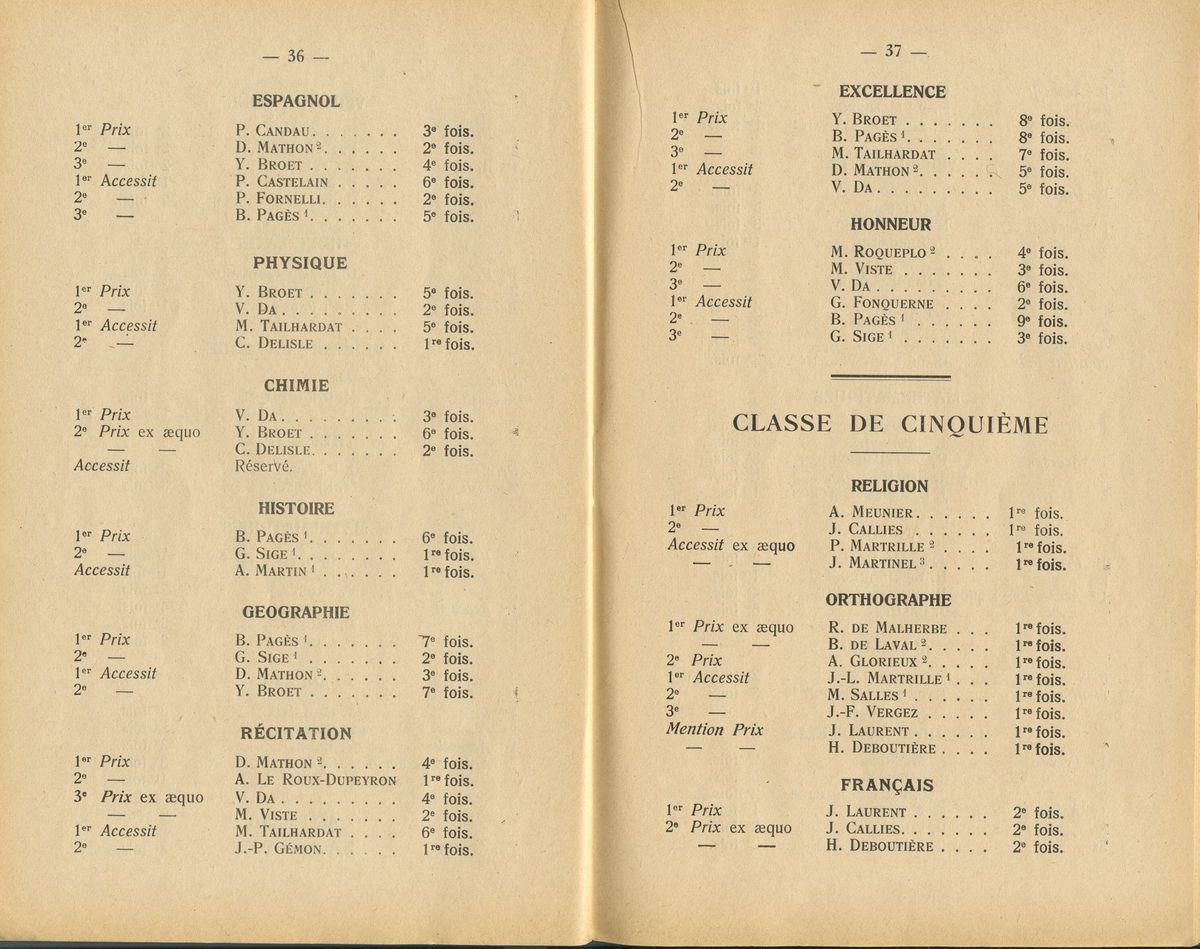 — 36 —
ESPAGNOL
1er Prix P. CANDAU. . . . . . . 3e fois.
2e — D. MATHON 2. . . . . . 2e fois.
3e — Y. BROET . . . . . . . 4e fois.
1er Accessit P. CASTELAIN . . . . . 6e fois.
2e — P. FORNELLI. . . . . . 2e fois.
3e — B. PAGÈS 1. . . . . . . 5e fois.
PHYSIQUE
1er Prix Y. BROET . . . . . . . 5e fois.
2e — V. DA . . . . . . . . . 2e fois.
1er Accessit M. TAILHARDAT . . . . 5e fois.
2e — C. DELISLE . . . . . . 1re fois.
CHIMIE
1er Prix V. DA . . . . . . . . . 3e fois.
2e Prix ex æquo Y. BROET . . . . . . . 6e fois.
— — C. DELISLE. . . . . . . 2e fois.
Accessit Réservé.
HISTOIRE
1er Prix B. PAGÈS 1. . . . . . . 6e fois.
2e — G. SIGE 1. . . . . . . . 1re fois.
Accessit A. MARTIN 1 . . . . . . 1re fois.
GEOGRAPHIE
1er Prix B. PAGÈS 1. . . . . . . 7e fois.
2e — G. SIGE 1 . . . . . . . 2e fois.
1er Accessit D. MATHON 2. . . . . . 3e fois.
2e — Y. BROET . . . . . . . 7e fois.
RÉCITATION
1er Prix D. MATHON 2. . . . . . 4e fois.
2e — A. LE ROUX-DUPEYRON 1re fois.
3e Prix ex æquo V. DA . . . . . . . . . 4e fois.
— — M. VISTE . . . . . . . 2e fois.
1er Accessit M. TAILHARDAT . . . . 6e fois.
2e — J.-P. GÉMON. . . . . . 1re fois.
— 37 —
EXCELLENCE
1er Prix Y. BROET . . . . . . . 8e fois.
2e — B. PAGÈS 1. . . . . . . 8e fois.
3e — M. TAILHARDAT . . . . 7e fois.
1er Accessit D. MATHON 2. . . . . . 5e fois.
2e — V. DA . . . . . . . . . 5e fois.
HONNEUR
1er Prix M. ROQUEPLO 2 . . . . 4e fois.
2e — M. VISTE . . . . . . . 3e fois.
3e — V. DA . . . . . . . . . 6e fois.
1er Accessit G. FONQUERNE . . . . 2e fois.
2e — B. PAGÈS 1 . . . . . . 9e fois.
3e — G. SIGE 1 . . . . . . . 3e fois.
CLASSE DE CINQUIÈME
RELIGION
1er Prix A. MEUNIER. . . . . . 1re fois.
2e — J. CALLIES . . . . . . 1re fois.
Accessit ex æquo P. MARTRILLE 2 . . . . 1re fois.
— — J. MARTINEL 3. . . . . 1re fois.
ORTHOGRAPHE
1er Prix ex æquo R. DE MALHERBE . . . 1re fois.
— — B. DE LAVAL 2. . . . . 1re fois.
2e Prix A. GLORIEUX 2. . . . . 1re fois.
1er Accessit J.-L. MARTRILLE 1 . . . 1re fois.
2e — M. SALLES 1 . . . . . . 1re fois.
3e — J.-F. VERGEZ . . . . . 1re fois.
Mention Prix J. LAURENT . . . . . . 1re fois.
— — H. DEBOUTIÈRE . . . . 1re fois.
FRANÇAIS
1er Prix J. LAURENT . . . . . . . 2e fois.
2e Prix ex æquo J. CALLIES. . . . . . . 2e fois.
— — H. DEBOUTIÈRE . . . . 2e fois.